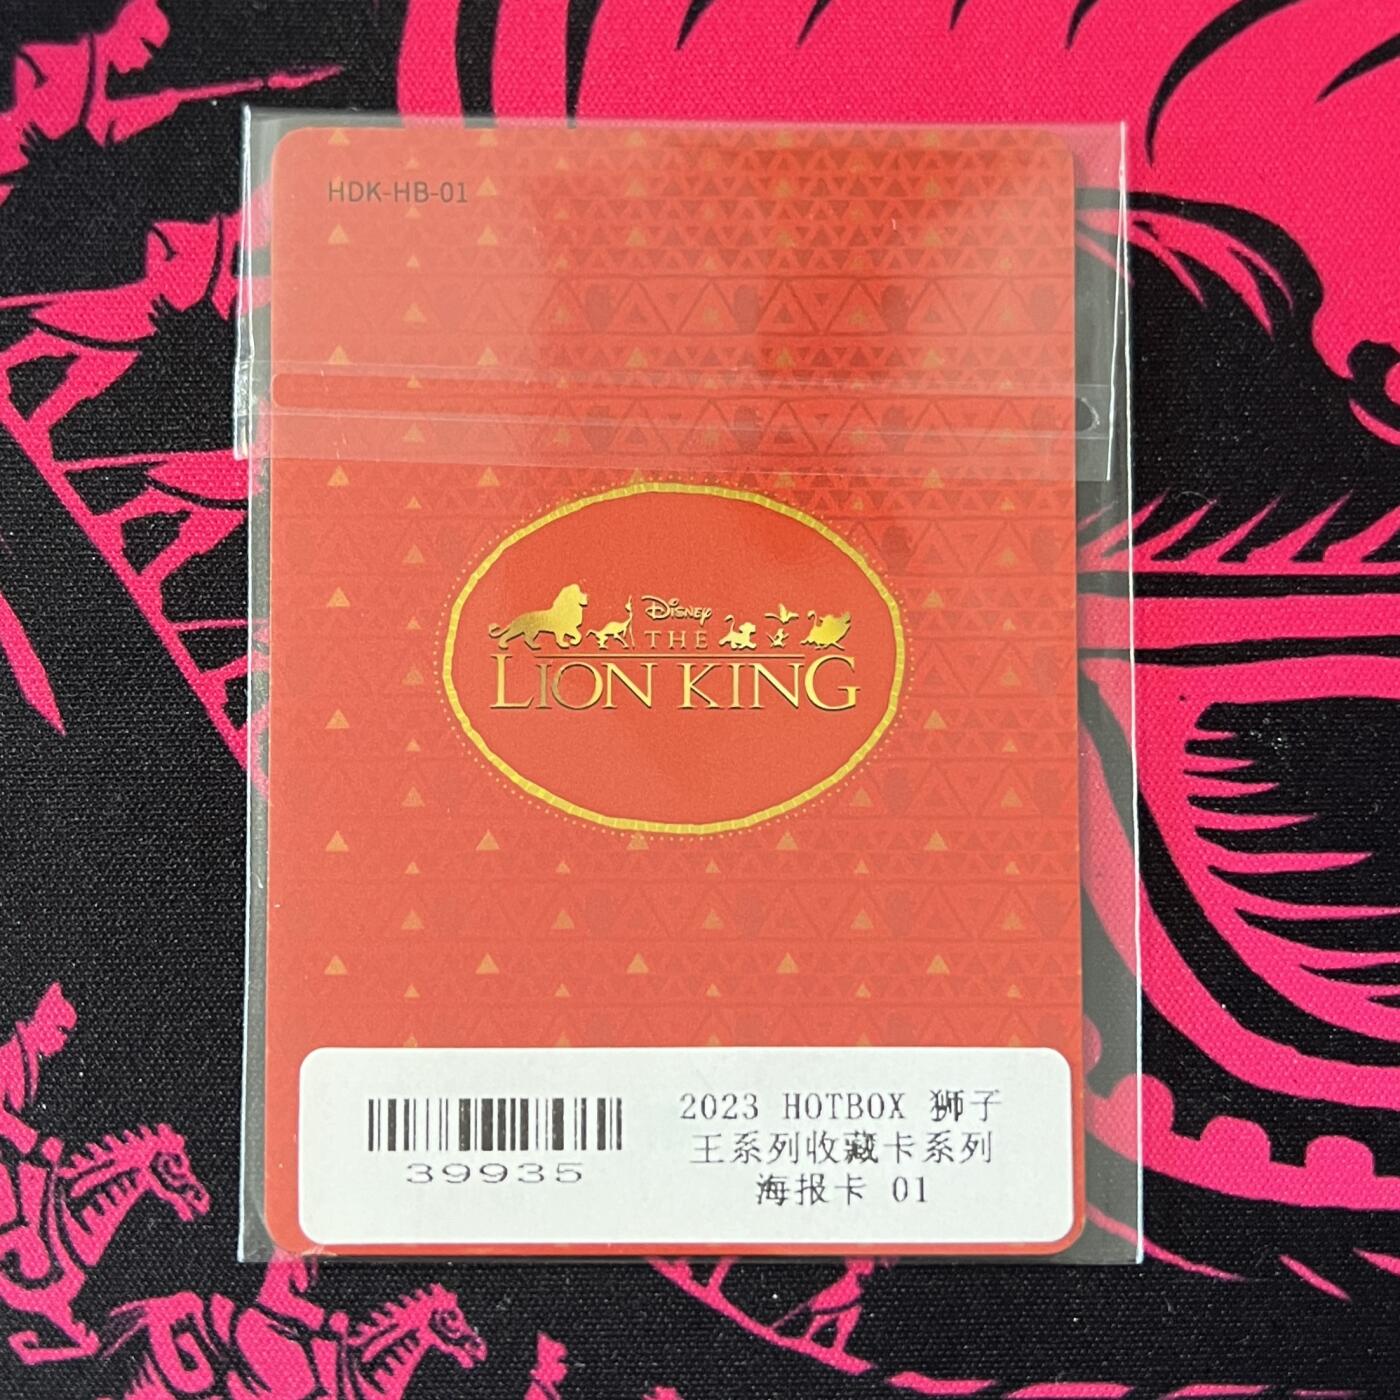 HDK-HB-01
Disney
THE
LION KING
2023 HOTBOX 狮子
王系列收藏卡系列
海报卡 01
39935